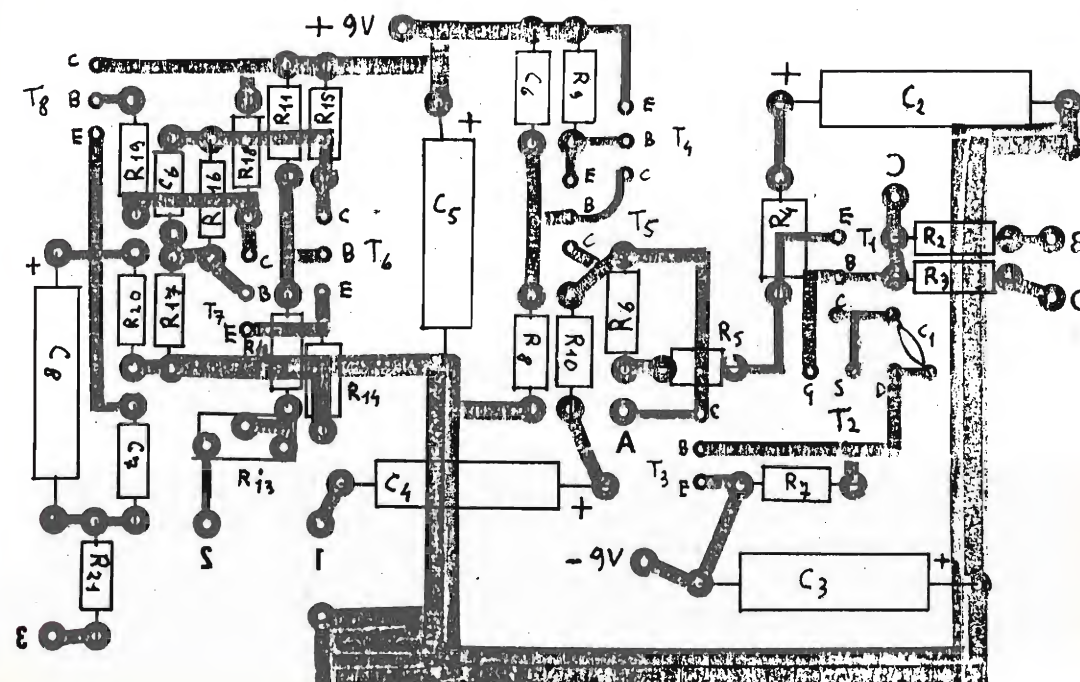 + 9V
C
T8
B
E
R19
C6
R16
R18
R11
R15
C
B T6
E
C
B
T7
E
+
C8
R20
R17
R14
C7
R13
2
1
R21
3
+
C5
C6
R9
E
B T4
C
E
B
T5
C
R8
R10
R9
A
C4
+
+
C2
R4
R5
C
E
T1
B
R2
R3
C
C1
G
S
D
T2
C
B
T3
E
R7
-9V
C3
+